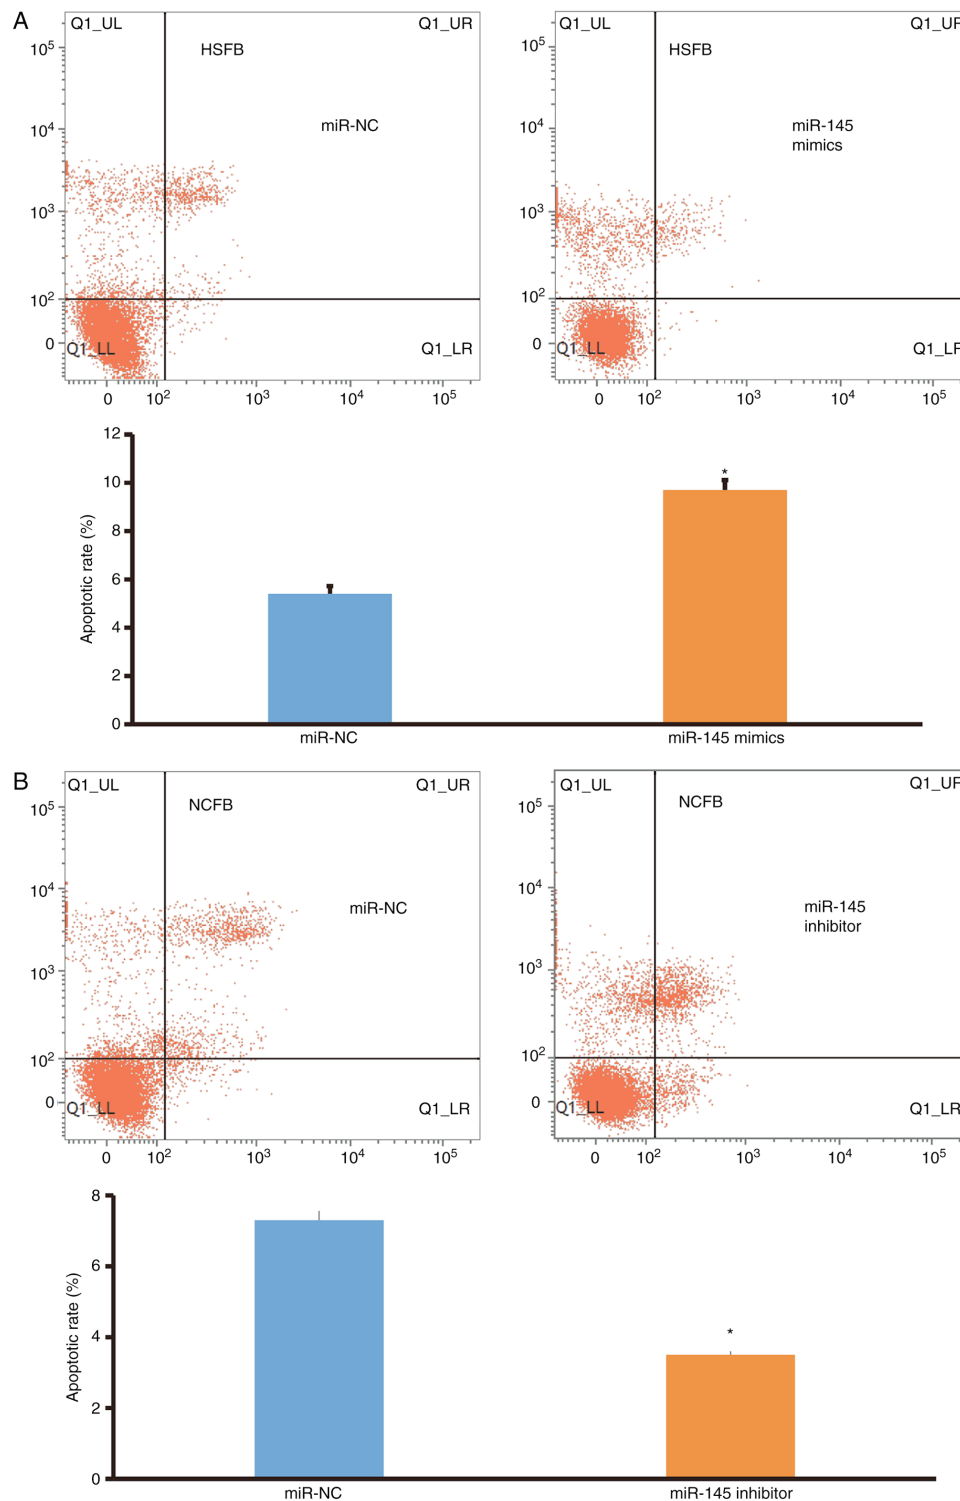 A
Q1_UL
Q1_UR
HSFB
miR-NC
10⁵
10⁴
10³
10²
0
Q1_LL
Q1_LR
0
10²
10³
10⁴
10⁵
Q1_UL
Q1_UR
HSFB
miR-145
mimics
10⁵
10⁴
10³
10²
0
Q1_LL
Q1_LR
0
10²
10³
10⁴
10⁵
Apoptotic rate (%)
12
10
8
6
4
2
0
*
miR-NC
miR-145 mimics
B
Q1_UL
Q1_UR
NCFB
miR-NC
10⁵
10⁴
10³
10²
0
Q1_LL
Q1_LR
0
10²
10³
10⁴
10⁵
Q1_UL
Q1_UR
NCFB
miR-145
inhibitor
10⁵
10⁴
10³
10²
0
Q1_LL
Q1_LR
0
10²
10³
10⁴
10⁵
Apoptotic rate (%)
8
6
4
2
0
*
miR-NC
miR-145 inhibitor